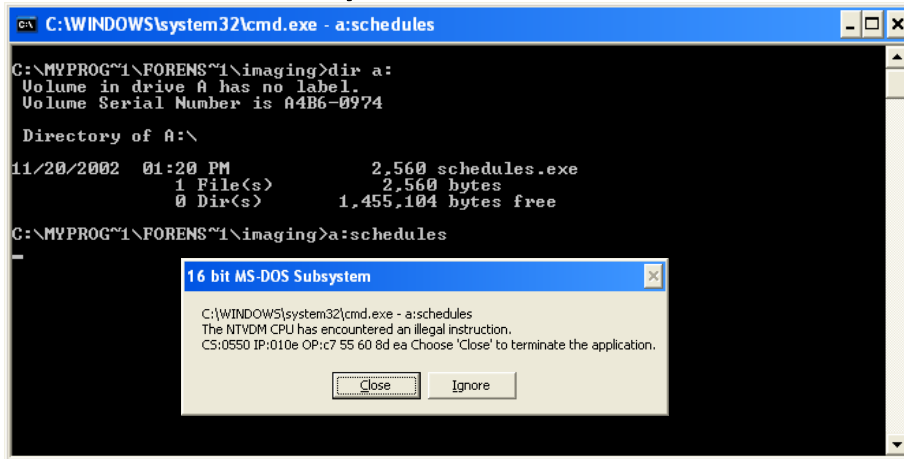 C:\WINDOWS\system32\cmd.exe - a:schedules
C:\MYPROG~1\FORENS~1\imaging>dir a:
Volume in drive A has no label.
Volume Serial Number is A4B6-0974
Directory of A:\
11/20/2002 01:20 PM 2,560 schedules.exe
1 File(s) 2,560 bytes
0 Dir(s) 1,455,104 bytes free
C:\MYPROG~1\FORENS~1\imaging>a:schedules
16 bit MS-DOS Subsystem
C:\WINDOWS\system32\cmd.exe - a:schedules
The NTVDM CPU has encountered an illegal instruction.
CS:0550 IP:010e OP:c7 55 60 8d ea Choose 'Close' to terminate the application.
Close Ignore